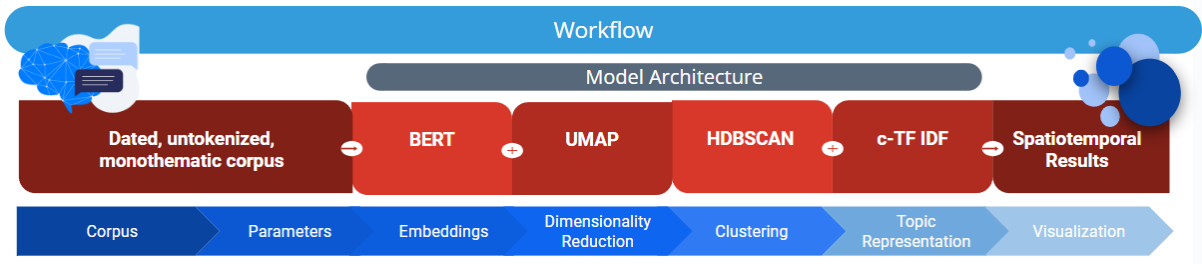 Workflow
Model Architecture
Dated, untokenized,
monothematic corpus
BERT
UMAP
HDBSCAN
c-TF IDF
Spatiotemporal
Results
Corpus
Parameters
Embeddings
Dimensionality
Reduction
Clustering
Topic
Representation
Visualization